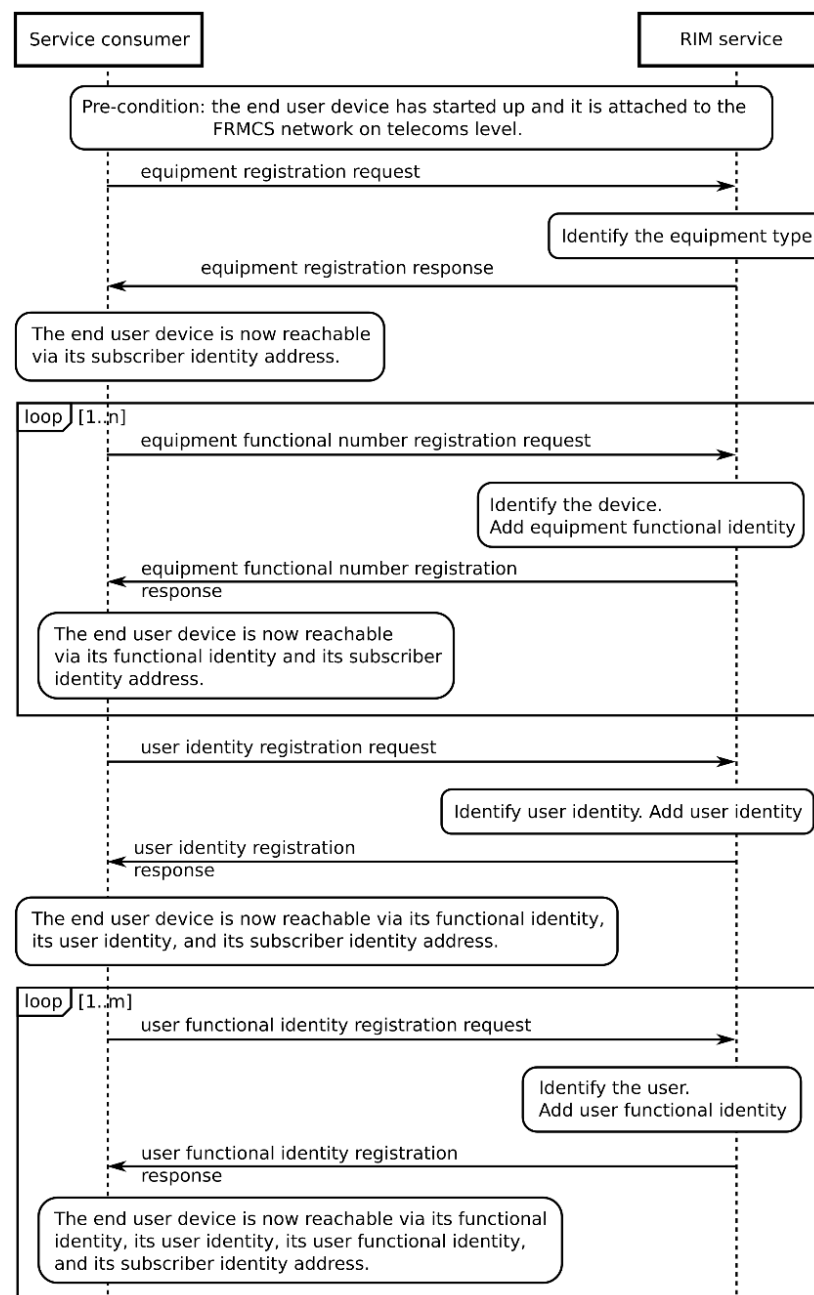 Service consumer
RIM service
Pre-condition: the end user device has started up and it is attached to the
FRMCS network on telecoms level.
equipment registration request
Identify the equipment type
equipment registration response
The end user device is now reachable
via its subscriber identity address.
loop [1..n]
equipment functional number registration request
Identify the device.
Add equipment functional identity
equipment functional number registration
response
The end user device is now reachable
via its functional identity and its subscriber
identity address.
user identity registration request
Identify user identity. Add user identity
user identity registration
response
The end user device is now reachable via its functional identity,
its user identity, and its subscriber identity address.
loop [1..m]
user functional identity registration request
Identify the user.
Add user functional identity
user functional identity registration
response
The end user device is now reachable via its functional
identity, its user identity, its user functional identity,
and its subscriber identity address.